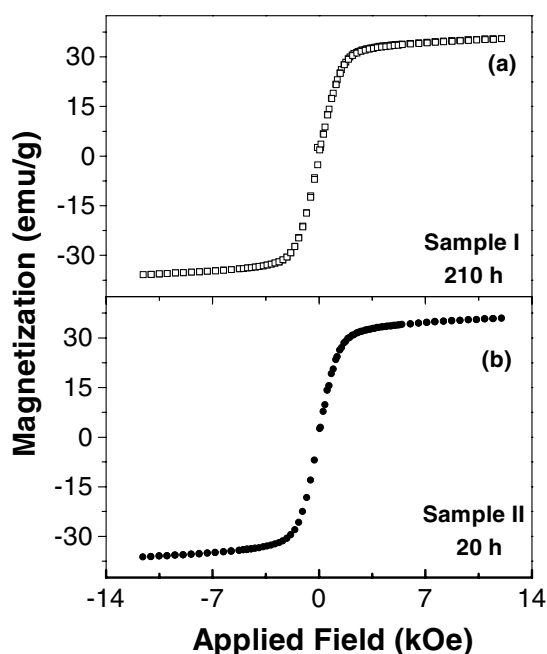 30
15
0
-15
-30
(a)
Sample I
210 h
30
15
0
-15
-30
(b)
Sample II
20 h
-14 -7 0 7 14
Applied Field (kOe)
Magnetization (emu/g)